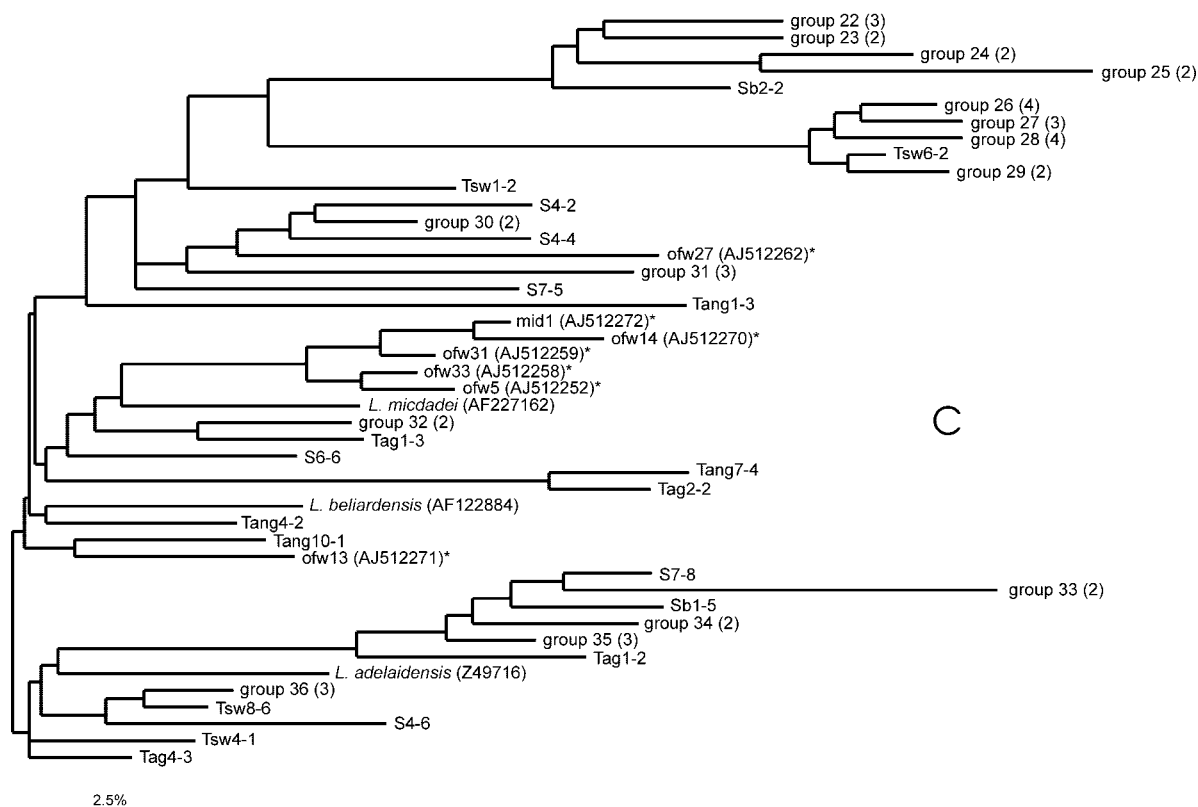 group 22 (3)
group 23 (2)
group 24 (2)
group 25 (2)
Sb2-2
group 26 (4)
group 27 (3)
group 28 (4)
Tsw6-2
group 29 (2)
Tsw1-2
S4-2
group 30 (2)
S4-4
ofw27 (AJ512262)*
group 31 (3)
S7-5
Tang1-3
mid1 (AJ512272)*
ofw14 (AJ512270)*
ofw31 (AJ512259)*
ofw33 (AJ512258)*
ofw5 (AJ512252)*
L. micdadei (AF227162)
C
group 32 (2)
Tag1-3
S6-6
Tang7-4
Tag2-2
L. beliardensis (AF122884)
Tang4-2
Tang10-1
ofw13 (AJ512271)*
S7-8
group 33 (2)
Sb1-5
group 34 (2)
group 35 (3)
Tag1-2
L. adelaidensis (Z49716)
group 36 (3)
Tsw8-6
S4-6
Tsw4-1
Tag4-3
2.5%